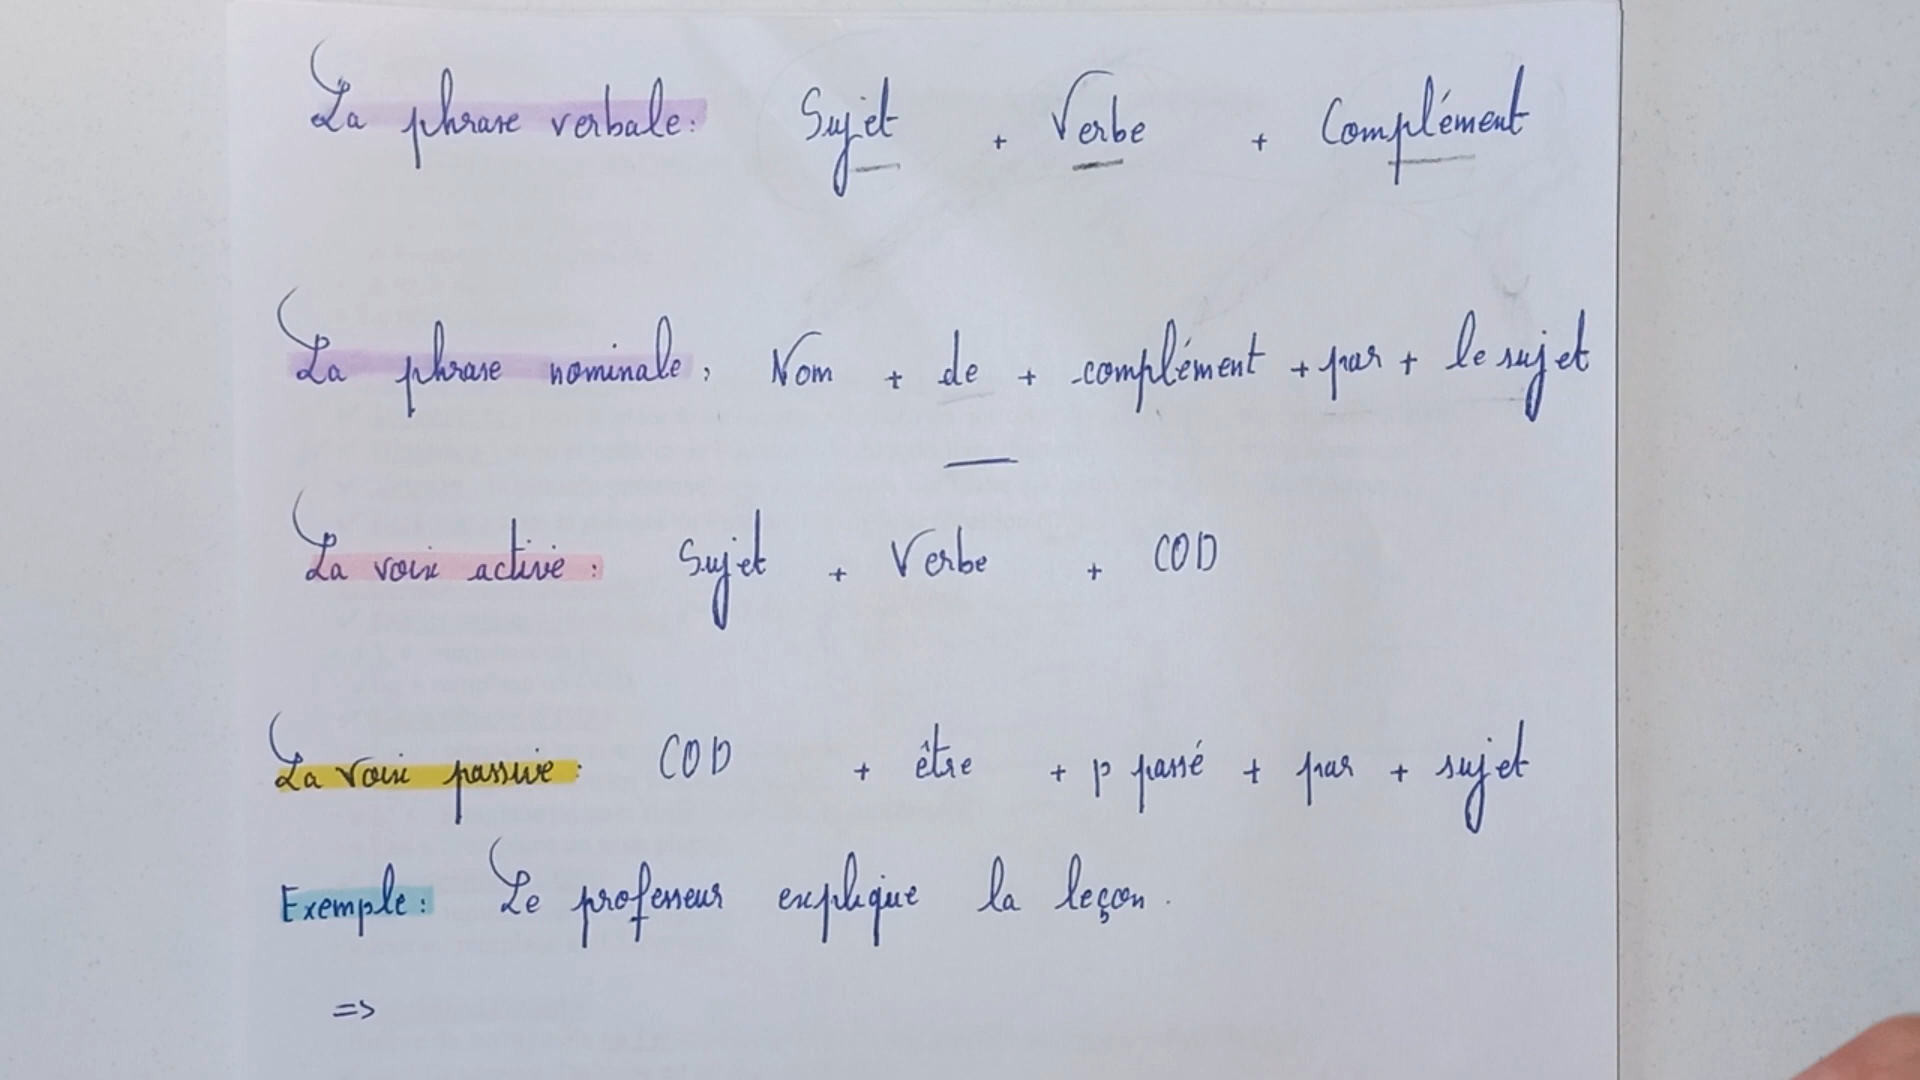 La phrase verbale: Sujet + Verbe + Complément
La phrase nominale: Nom + de + complément + par + le sujet
La voix active: Sujet + Verbe + COD
La voix passive: COD + être + p passé + par + sujet
Exemple: Le professeur explique la leçon.
=>